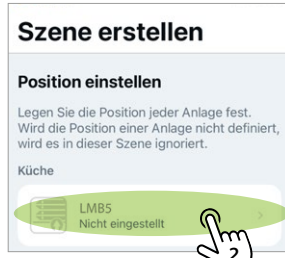 Szene erstellen
Position einstellen
Legen Sie die Position jeder Anlage fest.
Wird die Position einer Anlage nicht definiert,
wird es in dieser Szene ignoriert.
Küche
LMB5
Nicht eingestellt
2